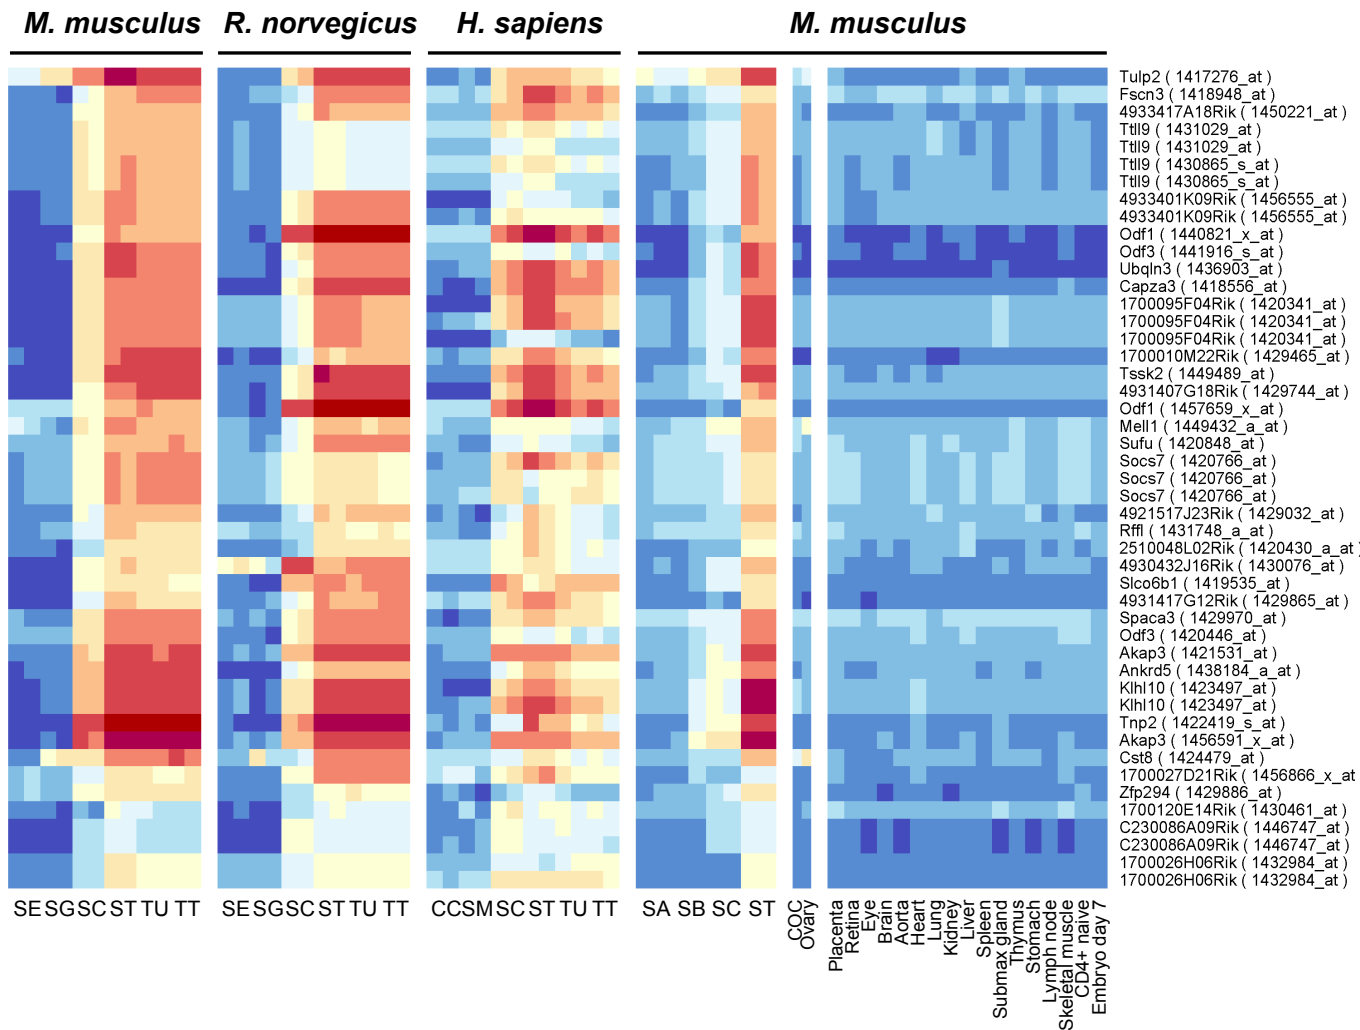 M. musculus R. norvegicus H. sapiens M. musculus
Tulp2 ( 1417276_at )
Fscn3 ( 1418948_at )
4933417A18Rik ( 1450221_at )
Ttll9 ( 1431029_at )
Ttll9 ( 1431029_at )
Ttll9 ( 1430865_s_at )
Ttll9 ( 1430865_s_at )
4933401K09Rik ( 1456555_at )
4933401K09Rik ( 1456555_at )
Odf1 ( 1440821_x_at )
Odf3 ( 1441916_s_at )
Ubqln3 ( 1436903_at )
Capza3 ( 1418556_at )
1700095F04Rik ( 1420341_at )
1700095F04Rik ( 1420341_at )
1700095F04Rik ( 1420341_at )
1700010M22Rik ( 1429465_at )
Tssk2 ( 1449489_at )
4931407G18Rik ( 1429744_at )
Odf1 ( 1457659_x_at )
Mell1 ( 1449432_a_at )
Sufu ( 1420848_at )
Socs7 ( 1420766_at )
Socs7 ( 1420766_at )
Socs7 ( 1420766_at )
4921517J23Rik ( 1429032_at )
Rffl ( 1431748_a_at )
2510048L02Rik ( 1420430_a_at )
4930432J16Rik ( 1430076_at )
Slco6b1 ( 1419535_at )
4931417G12Rik ( 1429865_at )
Spaca3 ( 1429970_at )
Odf3 ( 1420446_at )
Akap3 ( 1421531_at )
Ankrd5 ( 1438184_a_at )
Klhl10 ( 1423497_at )
Klhl10 ( 1423497_at )
Tnp2 ( 1422419_s_at )
Akap3 ( 1456591_x_at )
Cst8 ( 1424479_at )
1700027D21Rik ( 1456866_x_at
Zfp294 ( 1429886_at )
1700120E14Rik ( 1430461_at )
C230086A09Rik ( 1446747_at )
C230086A09Rik ( 1446747_at )
1700026H06Rik ( 1432984_at )
1700026H06Rik ( 1432984_at )
SE SG SC ST TU TT SE SG SC ST TU TT CC SM SC ST TU TT SA SB SC ST
COC
Ovary
Placenta
Retina
Eye
Brain
Aorta
Heart
Lung
Kidney
Liver
Spleen
Submax gland
Thymus
Stomach
Lymph node
Skeletal muscle
CD4+ naive
Embryo day 7